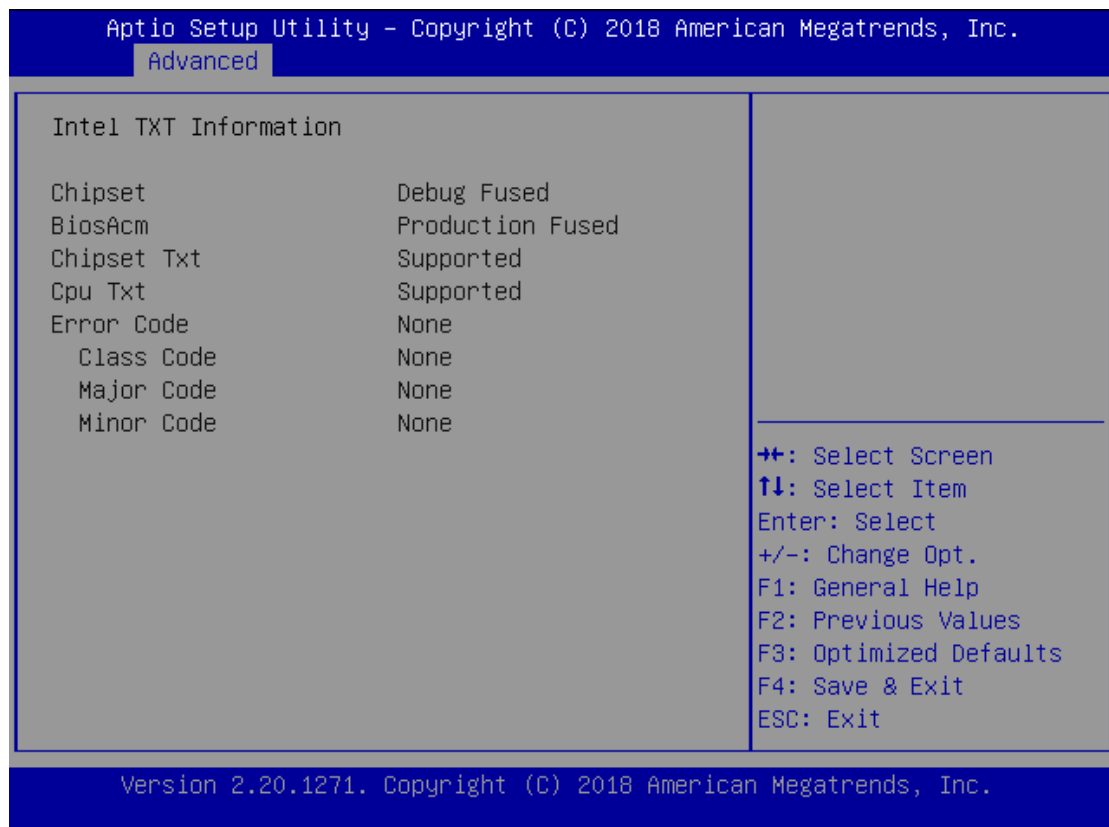 Aptio Setup Utility – Copyright (C) 2018 American Megatrends, Inc.
Advanced
Intel TXT Information
Chipset Debug Fused
BiosAcm Production Fused
Chipset Txt Supported
Cpu Txt Supported
Error Code None
Class Code None
Major Code None
Minor Code None
→←: Select Screen
↑↓: Select Item
Enter: Select
+/-: Change Opt.
F1: General Help
F2: Previous Values
F3: Optimized Defaults
F4: Save & Exit
ESC: Exit
Version 2.20.1271. Copyright (C) 2018 American Megatrends, Inc.